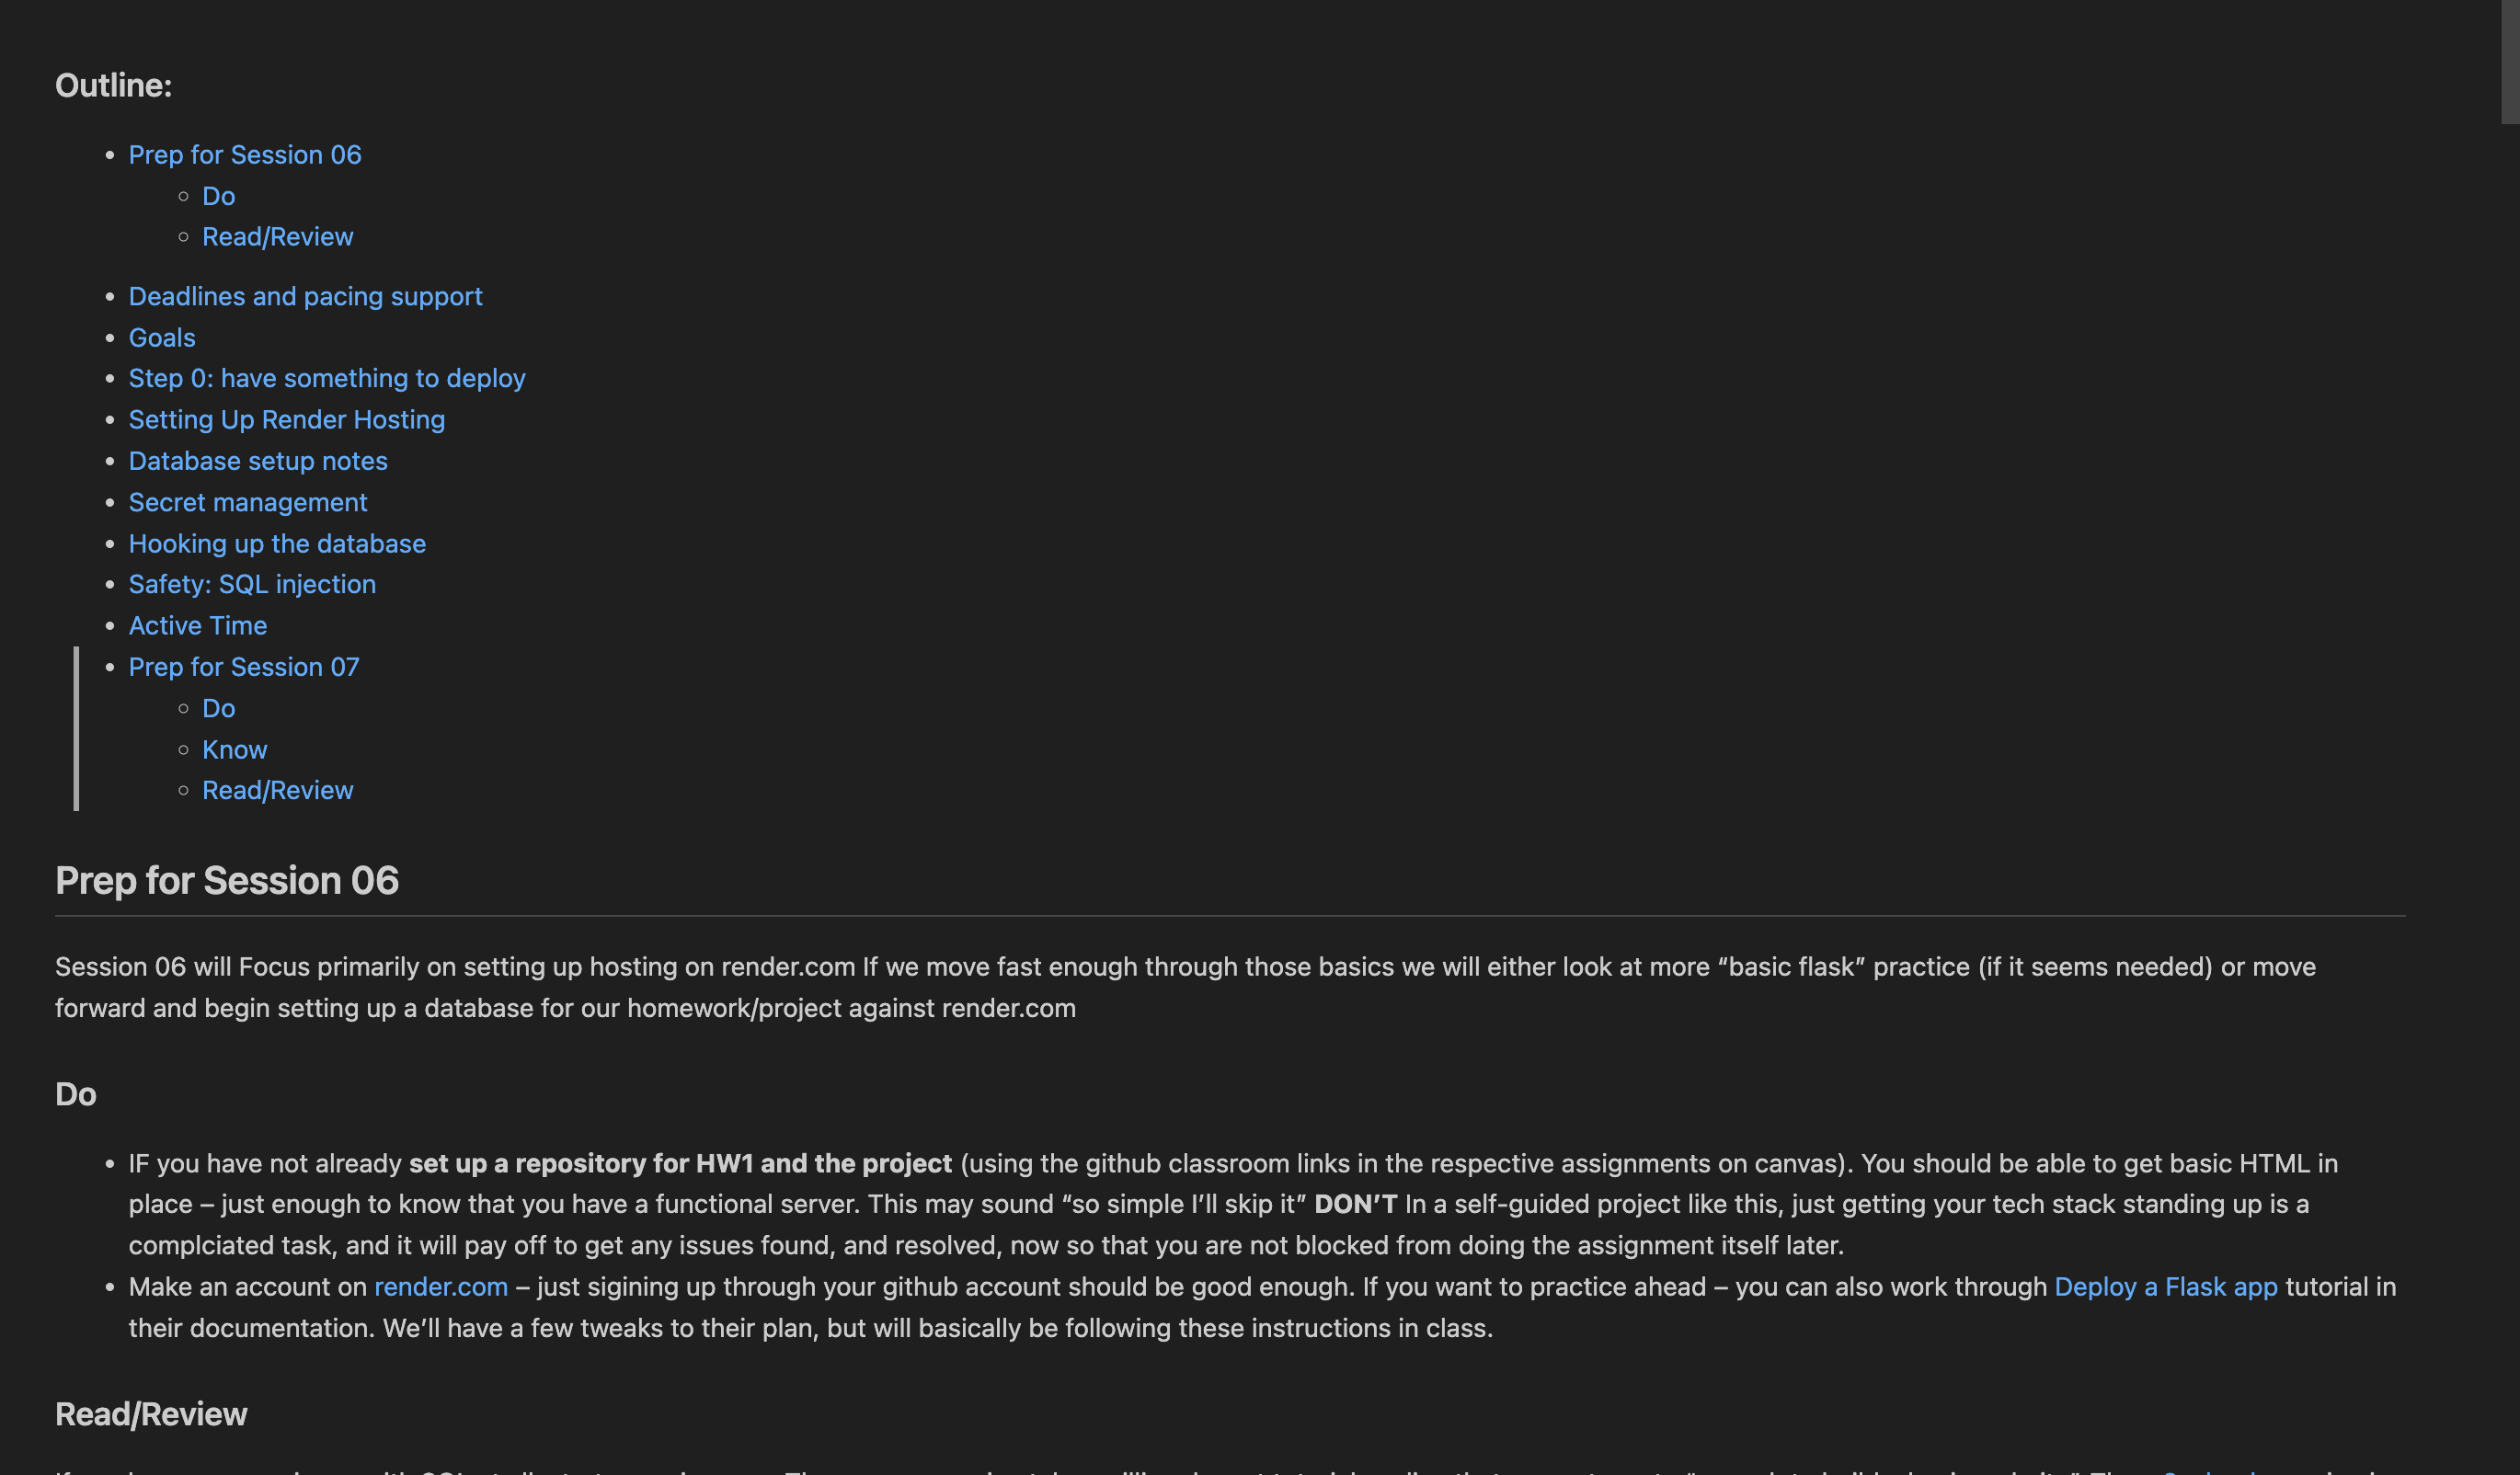 Outline:
Prep for Session 06
Do
Read/Review
Deadlines and pacing support
Goals
Step 0: have something to deploy
Setting Up Render Hosting
Database setup notes
Secret management
Hooking up the database
Safety: SQL injection
Active Time
Prep for Session 07
Do
Know
Read/Review
Prep for Session 06
Session 06 will Focus primarily on setting up hosting on render.com If we move fast enough through those basics we will either look at more “basic flask” practice (if it seems needed) or move
forward and begin setting up a database for our homework/project against render.com
Do
IF you have not already set up a repository for HW1 and the project (using the github classroom links in the respective assignments on canvas). You should be able to get basic HTML in
place – just enough to know that you have a functional server. This may sound “so simple I’ll skip it” DON’T In a self-guided project like this, just getting your tech stack standing up is a
complciated task, and it will pay off to get any issues found, and resolved, now so that you are not blocked from doing the assignment itself later.
Make an account on render.com – just sigining up through your github account should be good enough. If you want to practice ahead – you can also work through Deploy a Flask app tutorial in
their documentation. We’ll have a few tweaks to their plan, but will basically be following these instructions in class.
Read/Review